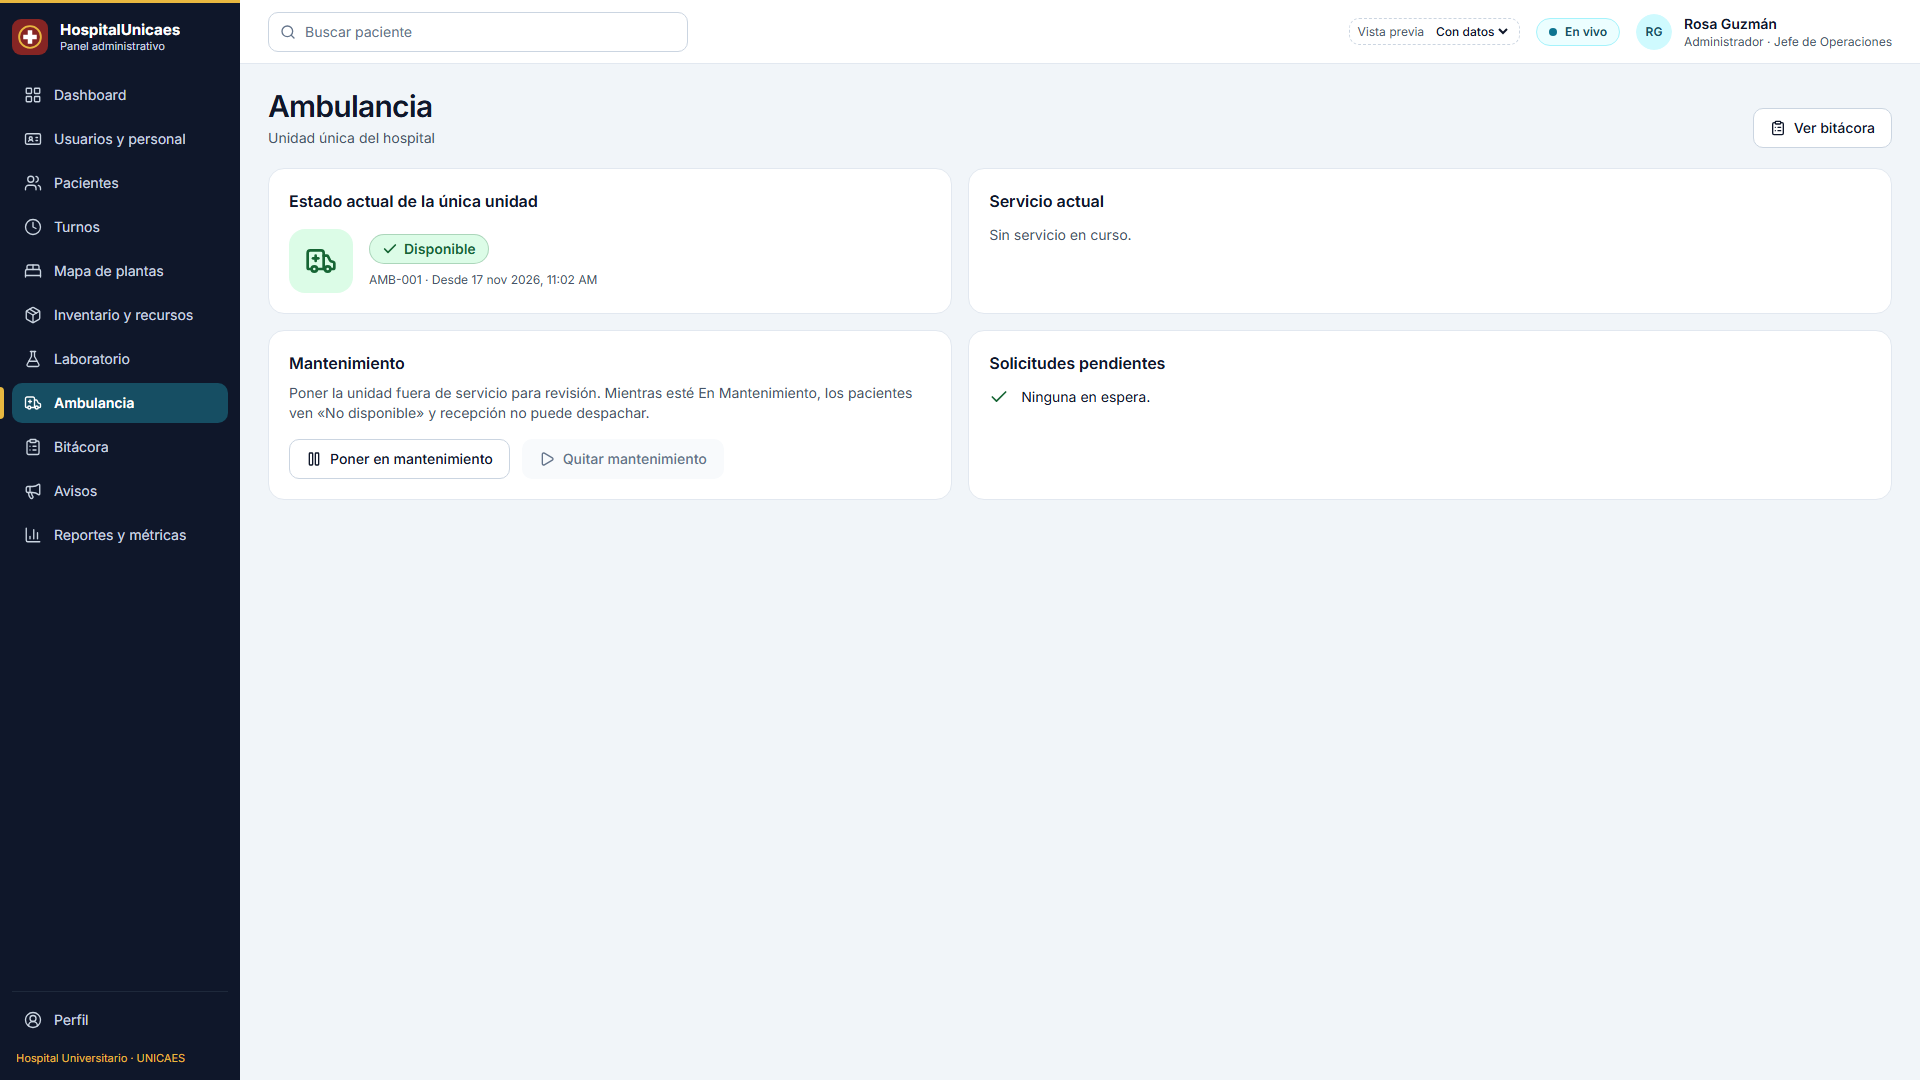 HospitalUnicaes
Panel administrativo
Dashboard
Usuarios y personal
Pacientes
Turnos
Mapa de plantas
Inventario y recursos
Laboratorio
Ambulancia
Bitácora
Avisos
Reportes y métricas
Perfil
Hospital Universitario · UNICAES
Buscar paciente
Vista previa Con datos
En vivo
RG
Rosa Guzmán
Administrador · Jefe de Operaciones
Ambulancia
Unidad única del hospital
Ver bitácora
Estado actual de la única unidad
Disponible
AMB-001 · Desde 17 nov 2026, 11:02 AM
Servicio actual
Sin servicio en curso.
Mantenimiento
Poner la unidad fuera de servicio para revisión. Mientras esté En Mantenimiento, los pacientes
ven «No disponible» y recepción no puede despachar.
Poner en mantenimiento
Quitar mantenimiento
Solicitudes pendientes
Ninguna en espera.